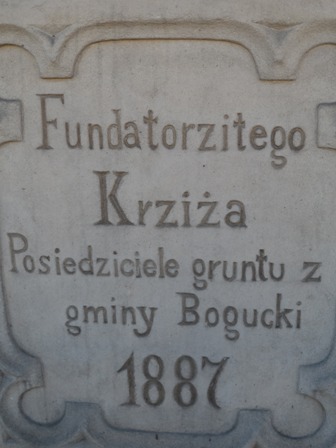 Fundatorzitego
Krziża
Posiedziciele gruntu z
gminy Bogucki
1887